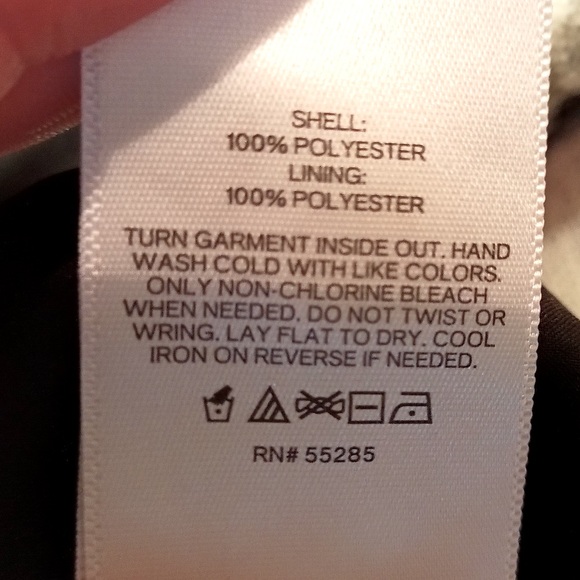 SHELL:
100% POLYESTER
LINING:
100% POLYESTER
TURN GARMENT INSIDE OUT. HAND
WASH COLD WITH LIKE COLORS.
ONLY NON-CHLORINE BLEACH
WHEN NEEDED. DO NOT TWIST OR
WRING. LAY FLAT TO DRY. COOL
IRON ON REVERSE IF NEEDED.
RN# 55285